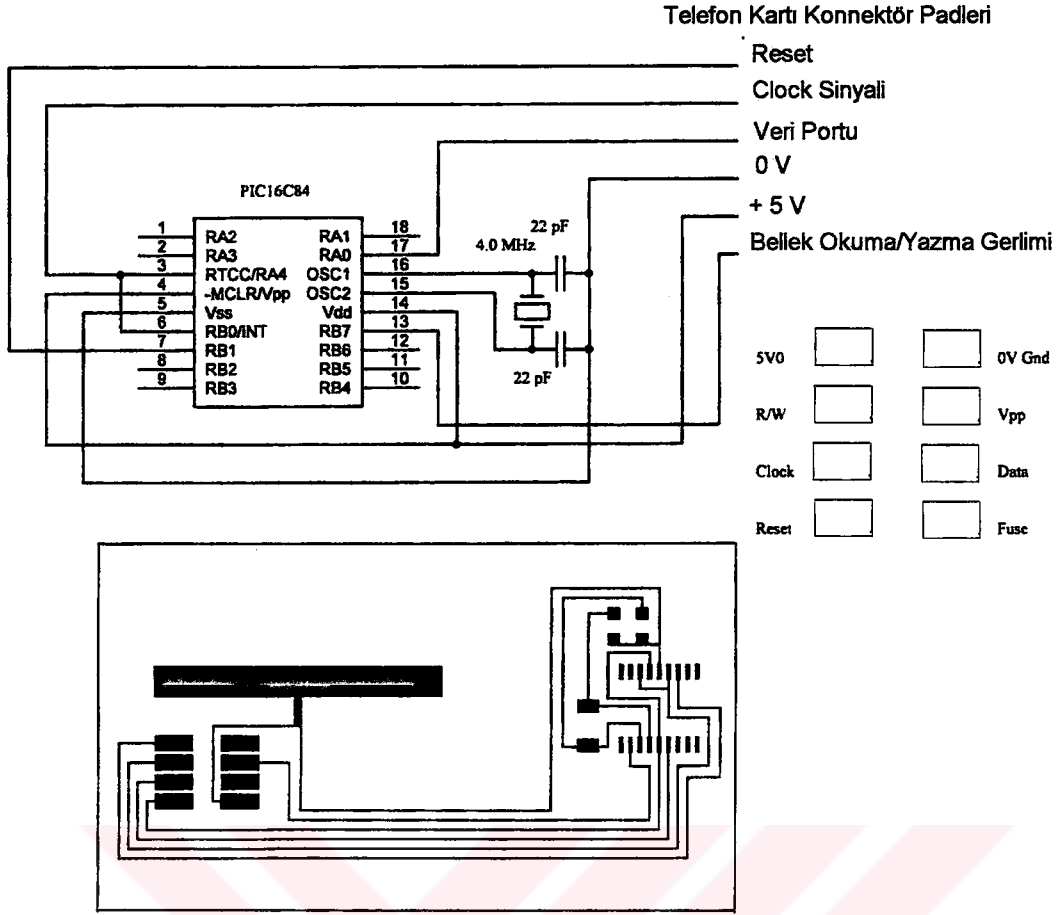 Telefon Kartı Konnektör Padleri
Reset
Clock Sinyali
Veri Portu
0 V
+ 5 V
Bellek Okuma/Yazma Gerlimi
PIC16C84
1 RA2
2 RA3
3 RTCC/RA4
4 -MCLR/Vpp
5 Vss
6 RB0/INT
7 RB1
8 RB2
9 RB3
RA1 18
RA0 17
OSC1 16
OSC2 15
Vdd 14
RB7 13
RB6 12
RB5 11
RB4 10
22 pF
4.0 MHz
22 pF
5V0 0V Gnd
R/W Vpp
Clock Data
Reset Fuse